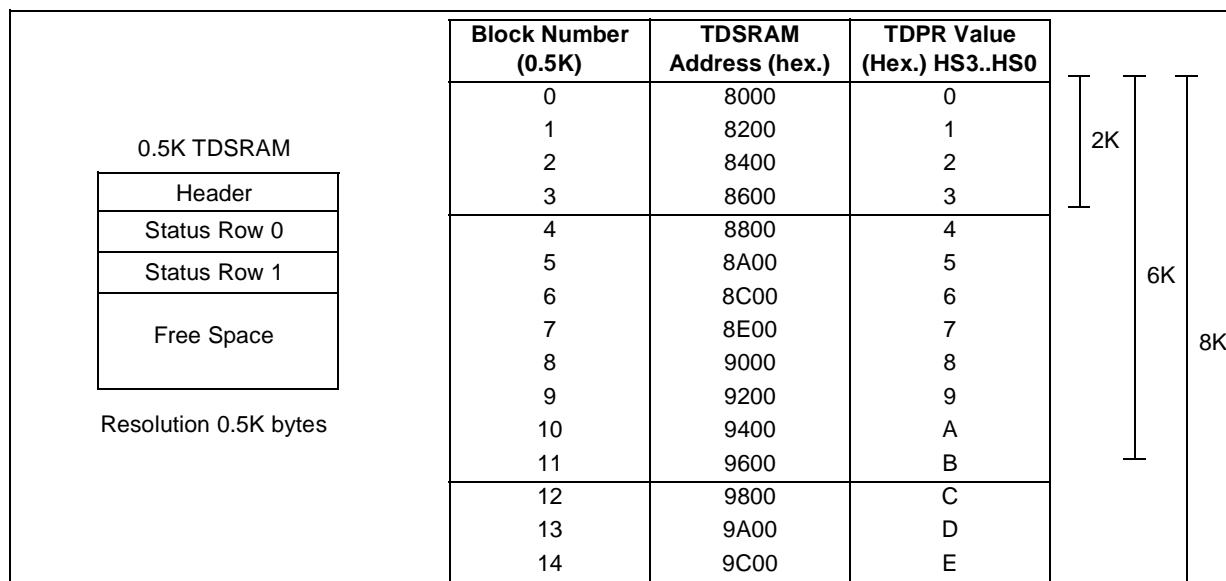 0.5K TDSRAM
Header
Status Row 0
Status Row 1
Free Space
Resolution 0.5K bytes
Block Number (0.5K) TDSRAM Address (hex.) TDPR Value (Hex.) HS3..HS0
0 8000 0
1 8200 1
2 8400 2
3 8600 3
4 8800 4
5 8A00 5
6 8C00 6
7 8E00 7
8 9000 8
9 9200 9
10 9400 A
11 9600 B
12 9800 C
13 9A00 D
14 9C00 E
2K
6K
8K